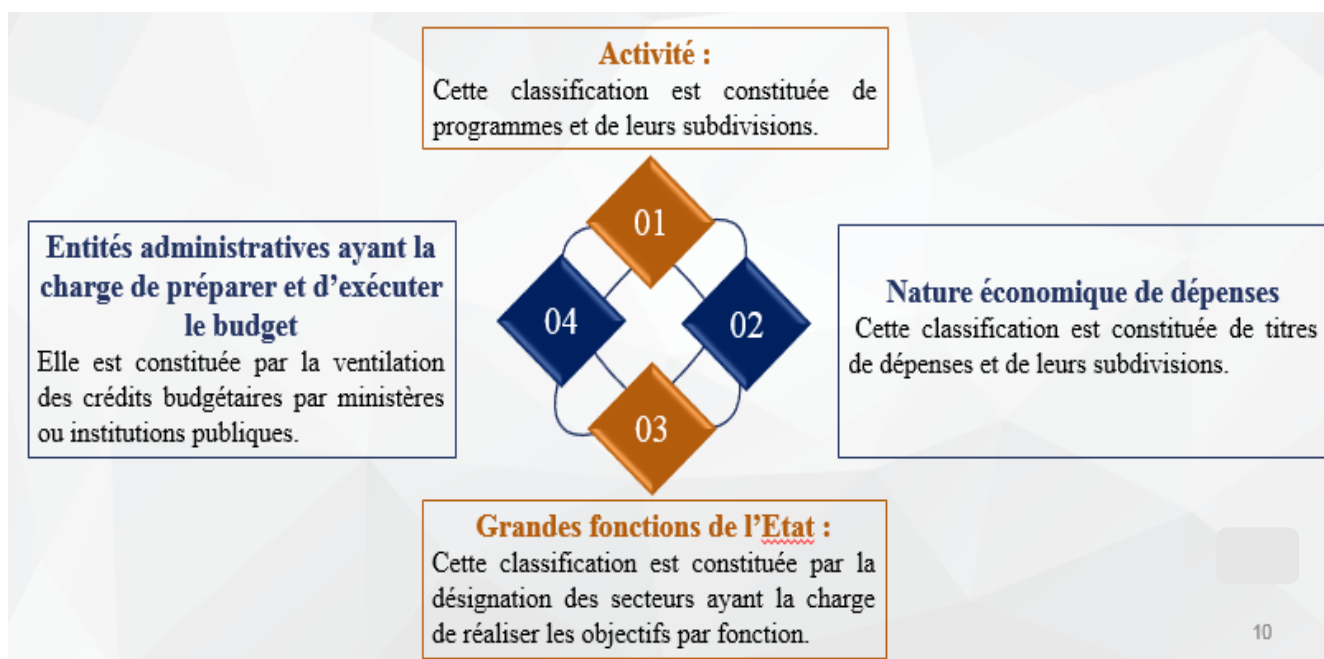 Activité :
Cette classification est constituée de
programmes et de leurs subdivisions.
01
Entités administratives ayant la
charge de préparer et d’exécuter
le budget
Elle est constituée par la ventilation
des crédits budgétaires par ministères
ou institutions publiques.
04
02
Nature économique de dépenses
Cette classification est constituée de titres
de dépenses et de leurs subdivisions.
03
Grandes fonctions de l’Etat :
Cette classification est constituée par la
désignation des secteurs ayant la charge
de réaliser les objectifs par fonction.
10